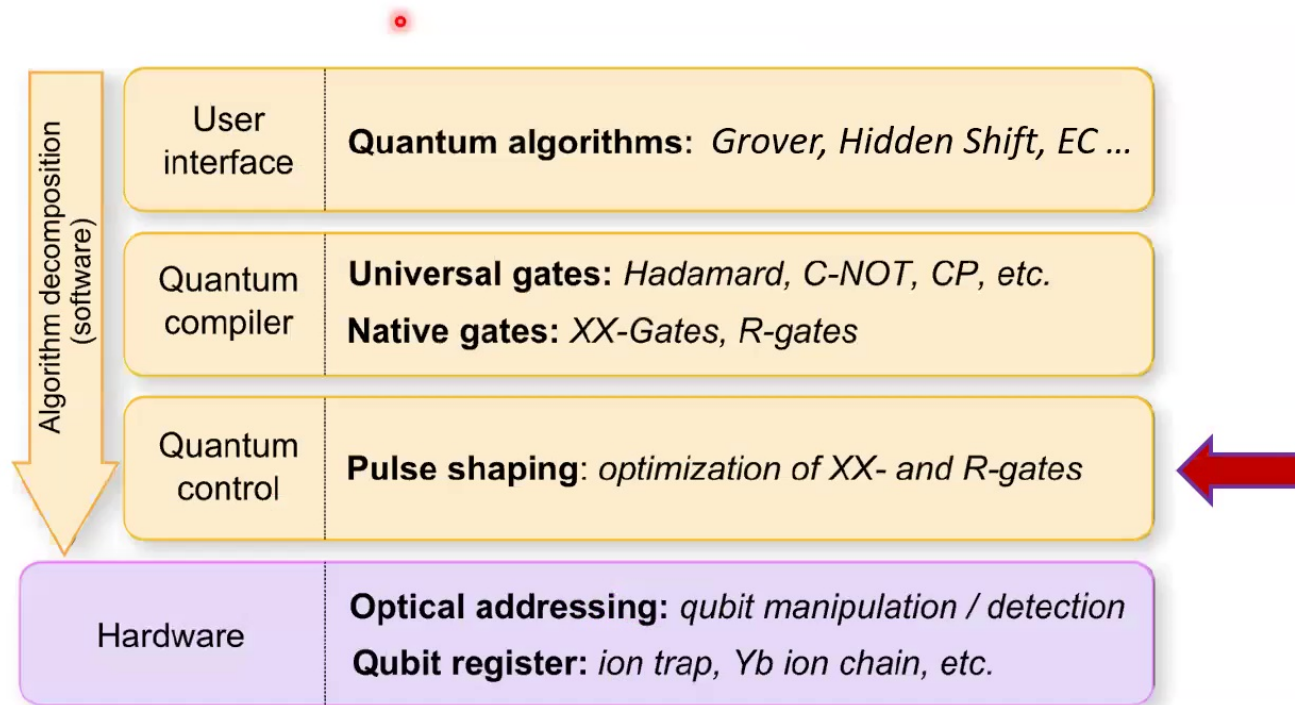 Algorithm decomposition
(software)
User
interface
Quantum algorithms: Grover, Hidden Shift, EC ...
Quantum
compiler
Universal gates: Hadamard, C-NOT, CP, etc.
Native gates: XX-Gates, R-gates
Quantum
control
Pulse shaping: optimization of XX- and R-gates
Hardware
Optical addressing: qubit manipulation / detection
Qubit register: ion trap, Yb ion chain, etc.